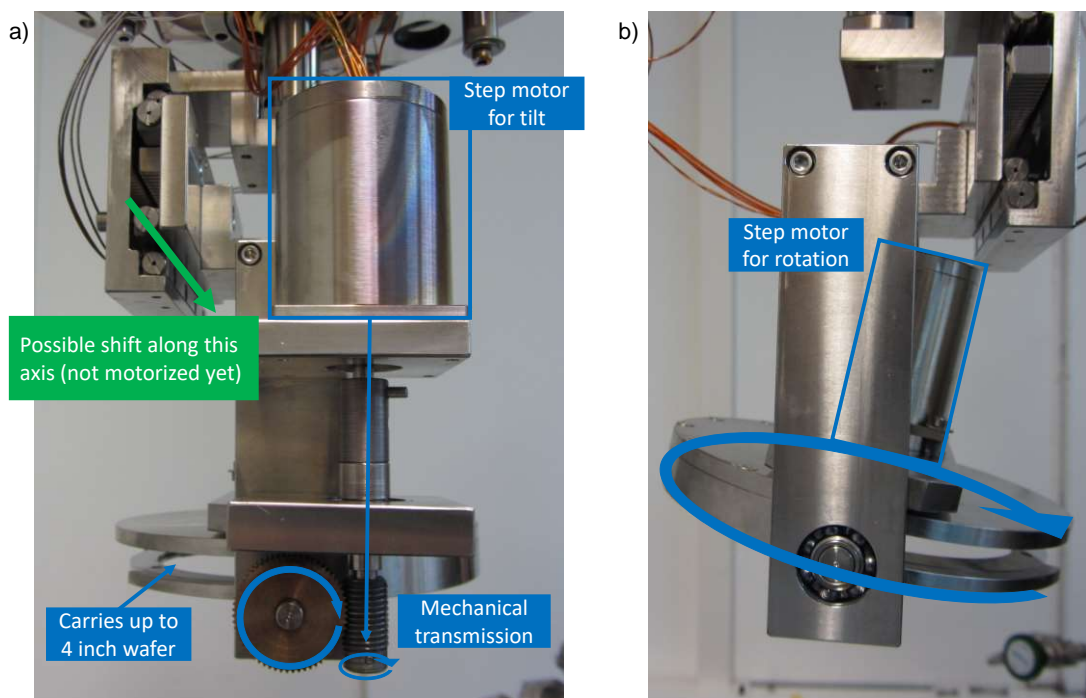 a)
b)
Step motor
for tilt
Step motor
for rotation
Possible shift along this
axis (not motorized yet)
Carries up to
4 inch wafer
Mechanical
transmission